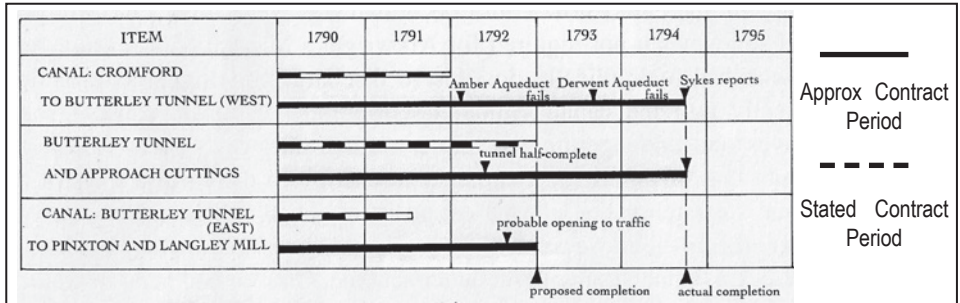 ITEM 1790 1791 1792 1793 1794 1795
CANAL: CROMFORD
TO BUTTERLEY TUNNEL (WEST)
Amber Aqueduct
fails
Derwent Aqueduct
fails
Sykes reports
BUTTERLEY TUNNEL
AND APPROACH CUTTINGS
tunnel half-complete
CANAL: BUTTERLEY TUNNEL
(EAST)
TO PINXTON AND LANGLEY MILL
probable opening to traffic
proposed completion
actual completion
Approx Contract
Period
Stated Contract
Period